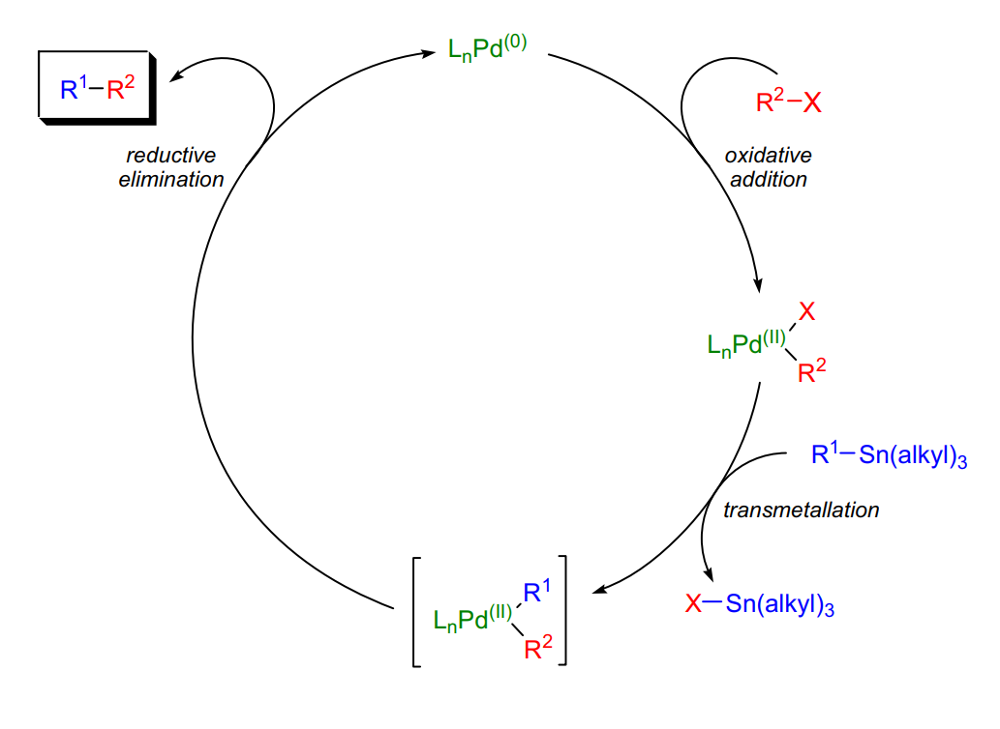 LnPd(0)
R1–R2
R2–X
reductive
elimination
oxidative
addition
X
LnPd(II)
R2
R1–Sn(alkyl)3
transmetallation
R1
LnPd(II)
R2
X–Sn(alkyl)3